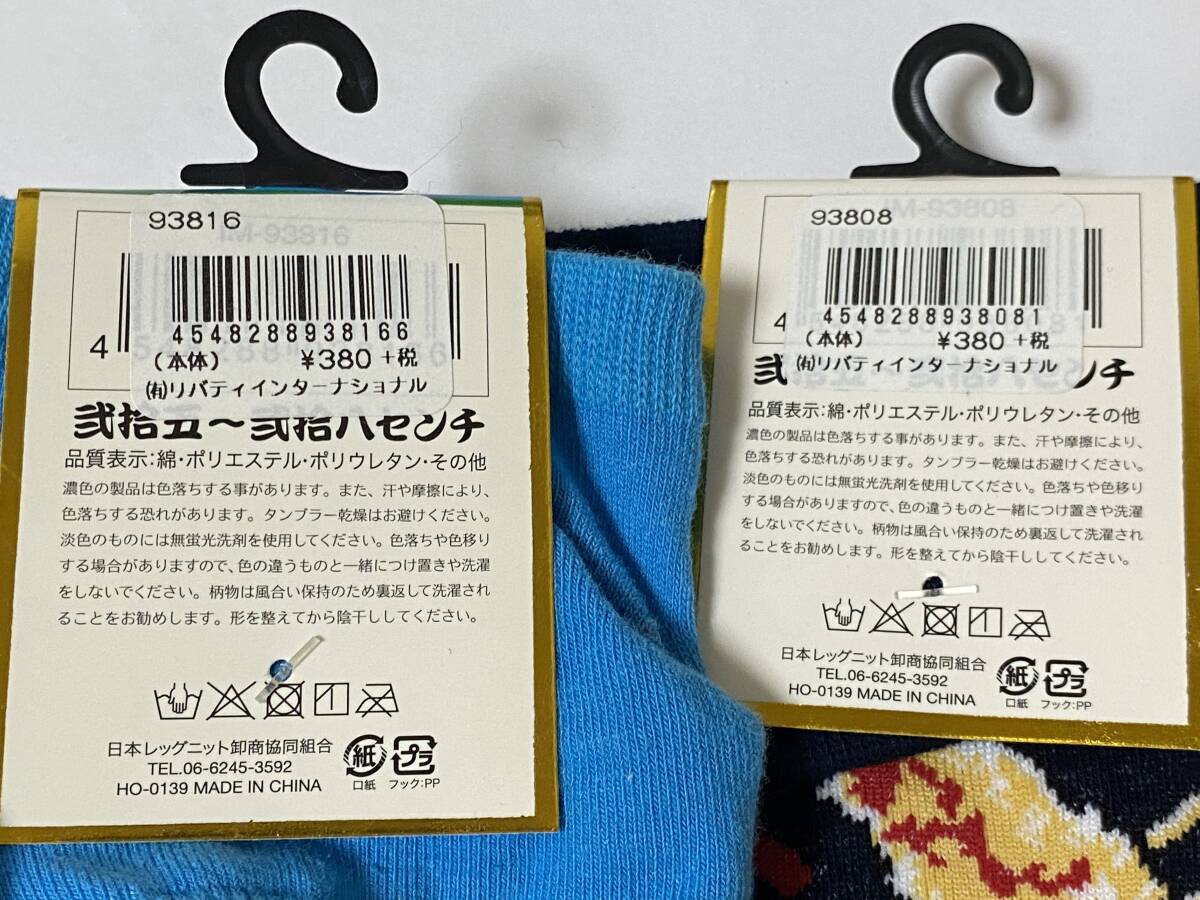 93816
IM-93816
4548288938166
4
(本体) ¥380 +税
㈲リバティインターナショナル
弐拾五～弐拾八センチ
品質表示：綿・ポリエステル・ポリウレタン・その他
濃色の製品は色落ちする事があります。また、汗や摩擦により、
色落ちする恐れがあります。タンブラー乾燥はお避けください。
淡色のものには無蛍光洗剤を使用してください。色落ちや色移り
する場合がありますので、色の違うものと一緒につけ置きや洗濯
をしないでください。柄物は風合い保持のため裏返して洗濯され
ることをお勧めします。形を整えてから陰干ししてください。
日本レッグニット卸商協同組合
TEL.06-6245-3592
HO-0139 MADE IN CHINA
紙
口紙
プラ
フック:PP
93808
IM-93808
4548288938081
4
(本体) ¥380 +税
㈲リバティインターナショナル
弐 ンチ
品質表示：綿・ポリエステル・ポリウレタン・その他
濃色の製品は色落ちする事があります。また、汗や摩擦により、
色落ちする恐れがあります。タンブラー乾燥はお避けください。
淡色のものには無蛍光洗剤を使用してください。色落ちや色移り
する場合がありますので、色の違うものと一緒につけ置きや洗濯
をしないでください。柄物は風合い保持のため裏返して洗濯され
ることをお勧めします。形を整えてから陰干ししてください。
日本レッグニット卸商協同組合
TEL.06-6245-3592
HO-0139 MADE IN CHINA
紙
口紙
プラ
フック:PP